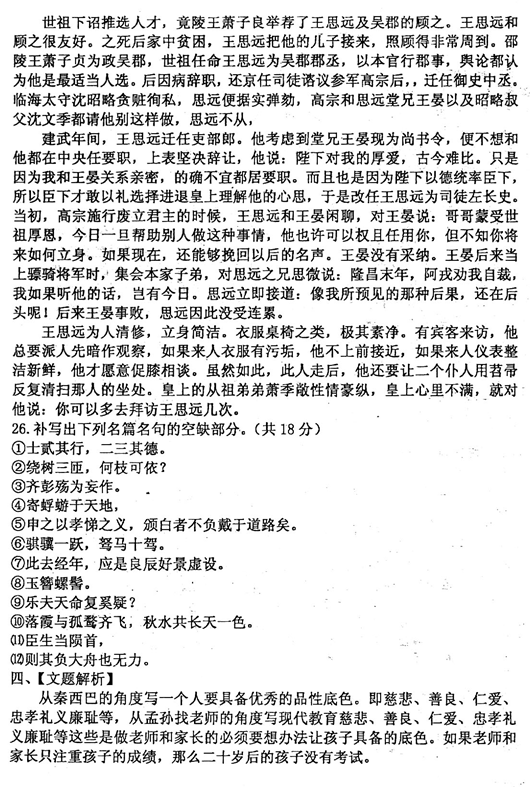 世祖下诏推选人才，竟陵王萧子良举荐了王思远及吴郡的顾之。王思远和
顾之很友好。之死后家中贫困，王思远把他的儿子接来，照顾得非常周到。邵
陵王萧子贞为政吴郡，世祖任命王思远为吴郡郡丞，以本官行郡事，舆论都认
为他是最适当人选。后因病辞职，还京任司徒谘议参军高宗后，，迁任御史中丞。
临海太守沈昭略贪赃徇私，思远便据实弹劾，高宗和思远堂兄王晏以及昭略叔
父沈文季都请他别这样做，思远不从，
建武年间，王思远迁任吏部郎。他考虑到堂兄王晏现为尚书令，便不想和
他都在中央任要职，上表坚决辞让，他说：陛下对我的厚爱，古今难比。只是
因为我和王晏关系亲密，的确不宜都居要职。而且也是因为陛下以德统率臣下，
所以臣下才敢以礼选择进退皇上理解他的心思，于是改任王思远为司徒左长史。
当初，高宗施行废立君主的时候，王思远和王晏闲聊，对王晏说：哥哥蒙受世
祖厚恩，今日一旦帮助别人做这种事情，他也许可以权且任用你，但不知你将
来如何立身。如果现在，还能够挽回以后的名声。王晏没有采纳。王晏后来当
上骠骑将军时，集会本家子弟，对思远之兄思微说：隆昌末年，阿戎劝我自裁，
我如果听他的话，岂有今日。思远立即接道：像我所预见的那种后果，还在后
头呢！后来王晏事败，思远因此没受连累。
王思远为人清修，立身简洁。衣服桌椅之类，极其素净。有宾客来访，他
总要派人先暗作观察，如果来人衣服有污垢，他不上前接近，如果来人仪表整
洁新鲜，他才愿意促膝相谈。虽然如此，此人走后，他还要让二个仆人用苕帚
反复清扫那人的坐处。皇上的从祖弟弟萧季敞性情豪纵，皇上心里不满，就对
他说：你可以多去拜访王思远几次。
26.补写出下列名篇名句的空缺部分。（共18分）
①士贰其行，二三其德。
②绕树三匝，何枝可依？
③齐彭殇为妄作。
④寄蜉蝣于天地，
⑤申之以孝悌之义，颁白者不负戴于道路矣。
⑥骐骥一跃，驽马十驾。
⑦此去经年，应是良辰好景虚设。
⑧玉簪螺髻。
⑨乐夫天命复奚疑？
⑩落霞与孤鹜齐飞，秋水共长天一色。
⑪臣生当陨首，
⑫则其负大舟也无力。
四、【文题解析】
从秦西巴的角度写一个人要具备优秀的品性底色。即慈悲、善良、仁爱、
忠孝礼义廉耻等，从孟孙找老师的角度写现代教育慈悲、善良、仁爱、忠孝礼
义廉耻等这些是做老师和家长的必须要想办法让孩子具备的底色。如果老师和
家长只注重孩子的成绩，那么二十岁后的孩子没有考试。